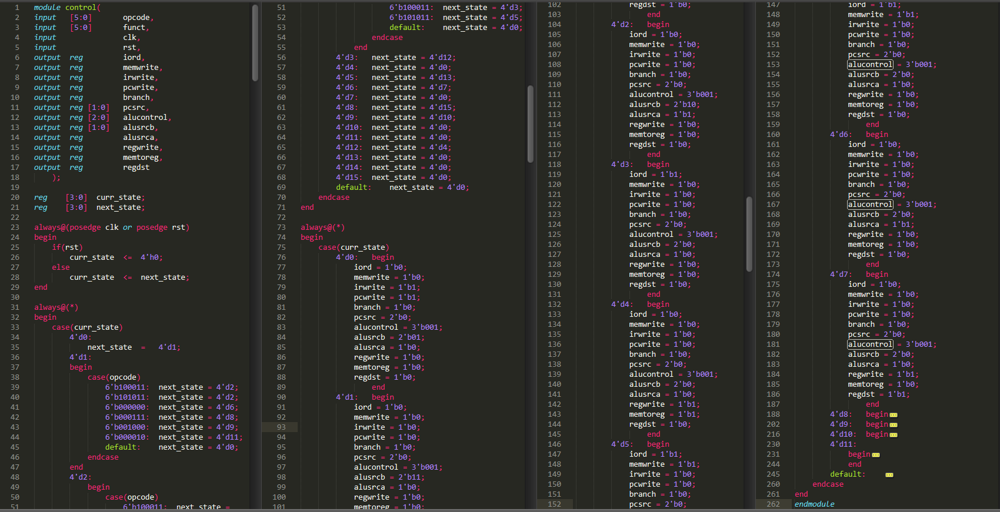 1 module control(
2 input [5:0] opcode,
3 input [5:0] funct,
4 input clk,
5 input rst,
6 output reg iord,
7 output reg memwrite,
8 output reg irwrite,
9 output reg pcwrite,
10 output reg branch,
11 output reg [1:0] pcsrc,
12 output reg [2:0] alucontrol,
13 output reg [1:0] alusrcb,
14 output reg alusrca,
15 output reg regwrite,
16 output reg memtoreg,
17 output reg regdst
18 );
19
20 reg [3:0] curr_state;
21 reg [3:0] next_state;
22
23 always@(posedge clk or posedge rst)
24 begin
25 if(rst)
26 curr_state <= 4'h0;
27 else
28 curr_state <= next_state;
29 end
30
31 always@(*)
32 begin
33 case(curr_state)
34 4'd0:
35 next_state = 4'd1;
36 4'd1:
37 begin
38 case(opcode)
39 6'b100011: next_state = 4'd2;
40 6'b101011: next_state = 4'd2;
41 6'b000000: next_state = 4'd6;
42 6'b000111: next_state = 4'd8;
43 6'b001000: next_state = 4'd9;
44 6'b000010: next_state = 4'd11;
45 default: next_state = 4'd0;
46 endcase
47 end
48 4'd2:
49 begin
50 case(opcode)
51 6'b100011: next_state =
51 6'b100011: next_state = 4'd3;
52 6'b101011: next_state = 4'd5;
53 default: next_state = 4'd0;
54 endcase
55 end
56 4'd3: next_state = 4'd12;
57 4'd4: next_state = 4'd0;
58 4'd5: next_state = 4'd13;
59 4'd6: next_state = 4'd7;
60 4'd7: next_state = 4'd0;
61 4'd8: next_state = 4'd15;
62 4'd9: next_state = 4'd10;
63 4'd10: next_state = 4'd0;
64 4'd11: next_state = 4'd0;
65 4'd12: next_state = 4'd4;
66 4'd13: next_state = 4'd0;
67 4'd14: next_state = 4'd0;
68 4'd15: next_state = 4'd0;
69 default: next_state = 4'd0;
70 endcase
71 end
72
73 always@(*)
74 begin
75 case(curr_state)
76 4'd0: begin
77 iord = 1'b0;
78 memwrite = 1'b0;
79 irwrite = 1'b1;
80 pcwrite = 1'b1;
81 branch = 1'b0;
82 pcsrc = 2'b0;
83 alucontrol = 3'b001;
84 alusrcb = 2'b01;
85 alusrca = 1'b0;
86 regwrite = 1'b0;
87 memtoreg = 1'b0;
88 regdst = 1'b0;
89 end
90 4'd1: begin
91 iord = 1'b0;
92 memwrite = 1'b0;
93 irwrite = 1'b0;
94 pcwrite = 1'b0;
95 branch = 1'b0;
96 pcsrc = 2'b0;
97 alucontrol = 3'b001;
98 alusrcb = 2'b11;
99 alusrca = 1'b0;
100 regwrite = 1'b0;
101 memtoreg = 1'b0;
102 regdst = 1'b0;
103 end
104 4'd2: begin
105 iord = 1'b0;
106 memwrite = 1'b0;
107 irwrite = 1'b0;
108 pcwrite = 1'b0;
109 branch = 1'b0;
110 pcsrc = 2'b0;
111 alucontrol = 3'b001;
112 alusrcb = 2'b10;
113 alusrca = 1'b1;
114 regwrite = 1'b0;
115 memtoreg = 1'b0;
116 regdst = 1'b0;
117 end
118 4'd3: begin
119 iord = 1'b1;
120 memwrite = 1'b0;
121 irwrite = 1'b0;
122 pcwrite = 1'b0;
123 branch = 1'b0;
124 pcsrc = 2'b0;
125 alucontrol = 3'b001;
126 alusrcb = 2'b0;
127 alusrca = 1'b0;
128 regwrite = 1'b0;
129 memtoreg = 1'b0;
130 regdst = 1'b0;
131 end
132 4'd4: begin
133 iord = 1'b0;
134 memwrite = 1'b0;
135 irwrite = 1'b0;
136 pcwrite = 1'b0;
137 branch = 1'b0;
138 pcsrc = 2'b0;
139 alucontrol = 3'b001;
140 alusrcb = 2'b0;
141 alusrca = 1'b0;
142 regwrite = 1'b1;
143 memtoreg = 1'b1;
144 regdst = 1'b0;
145 end
146 4'd5: begin
147 iord = 1'b1;
148 memwrite = 1'b1;
149 irwrite = 1'b0;
150 pcwrite = 1'b0;
151 branch = 1'b0;
152 pcsrc = 2'b0;
147 iord = 1'b1;
148 memwrite = 1'b1;
149 irwrite = 1'b0;
150 pcwrite = 1'b0;
151 branch = 1'b0;
152 pcsrc = 2'b0;
153 alucontrol = 3'b001;
154 alusrcb = 2'b0;
155 alusrca = 1'b0;
156 regwrite = 1'b0;
157 memtoreg = 1'b0;
158 regdst = 1'b0;
159 end
160 4'd6: begin
161 iord = 1'b0;
162 memwrite = 1'b0;
163 irwrite = 1'b0;
164 pcwrite = 1'b0;
165 branch = 1'b0;
166 pcsrc = 2'b0;
167 alucontrol = 3'b001;
168 alusrcb = 2'b0;
169 alusrca = 1'b1;
170 regwrite = 1'b0;
171 memtoreg = 1'b0;
172 regdst = 1'b0;
173 end
174 4'd7: begin
175 iord = 1'b0;
176 memwrite = 1'b0;
177 irwrite = 1'b0;
178 pcwrite = 1'b0;
179 branch = 1'b0;
180 pcsrc = 2'b0;
181 alucontrol = 3'b001;
182 alusrcb = 2'b0;
183 alusrca = 1'b0;
184 regwrite = 1'b1;
185 memtoreg = 1'b0;
186 regdst = 1'b1;
187 end
188 4'd8: begin
202 4'd9: begin
216 4'd10: begin
230 4'd11:
231 begin
244 end
245 default:
260 endcase
261 end
262 endmodule